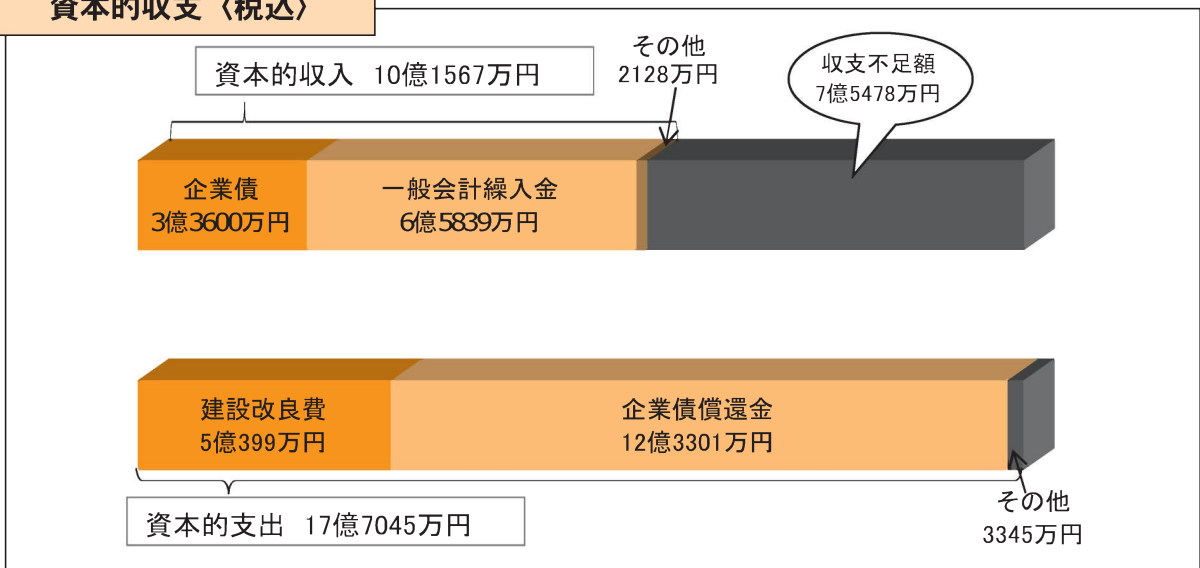 資本的収支〈税込〉
資本的収入 10億1567万円
その他
2128万円
収支不足額
7億5478万円
企業債
3億3600万円
一般会計繰入金
6億5839万円
建設改良費
5億399万円
企業債償還金
12億3301万円
その他
3345万円
資本的支出 17億7045万円